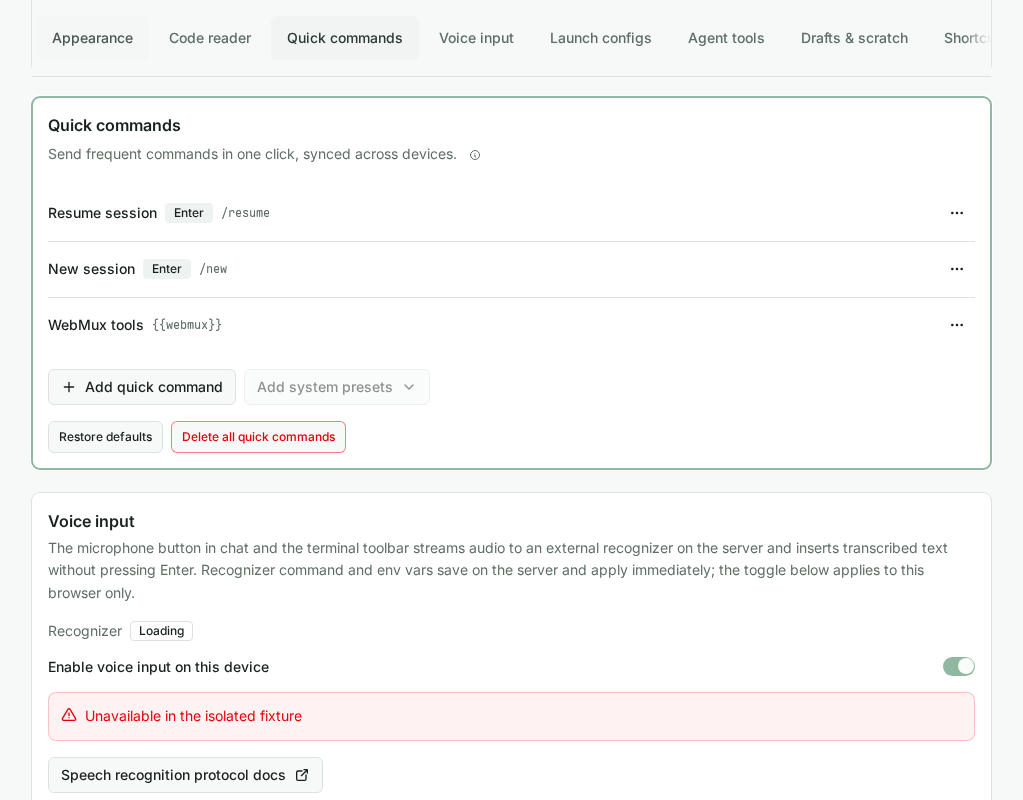 Appearance Code reader Quick commands Voice input Launch configs Agent tools Drafts & scratch
Quick commands
Send frequent commands in one click, synced across devices.
Resume session Enter /resume
New session Enter /new
WebMux tools {{webmux}}
Add quick command Add system presets
Restore defaults Delete all quick commands
Voice input
The microphone button in chat and the terminal toolbar streams audio to an external recognizer on the server and inserts transcribed text
without pressing Enter. Recognizer command and env vars save on the server and apply immediately; the toggle below applies to this
browser only.
Recognizer Loading
Enable voice input on this device
Unavailable in the isolated fixture
Speech recognition protocol docs